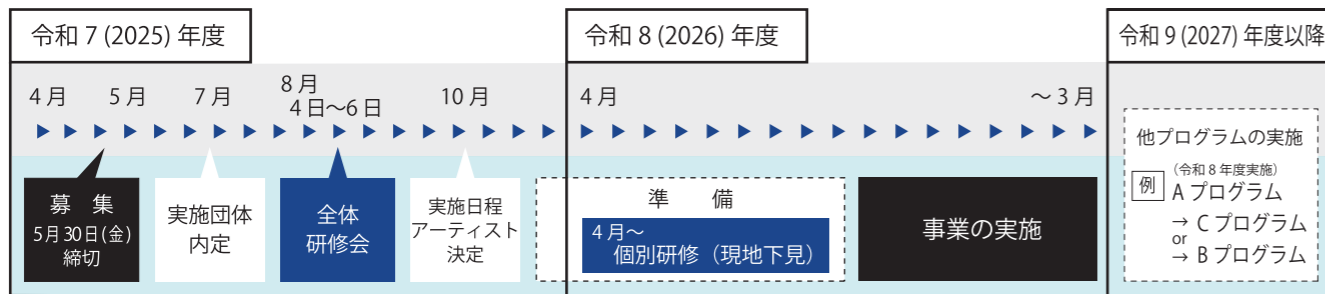 令和 7 (2025) 年度
令和 8 (2026) 年度
令和 9 (2027) 年度以降
4 月
5 月
7 月
8 月
4 日～6 日
10 月
4 月
～ 3 月
募 集
5月30日(金)
締切
実施団体
内定
全体
研修会
実施日程
アーティスト
決定
準 備
4 月～
個別研修（現地下見）
事業の実施
他プログラムの実施
（令和 8 年度実施）
例 A プログラム
→ C プログラム
or
→ B プログラム